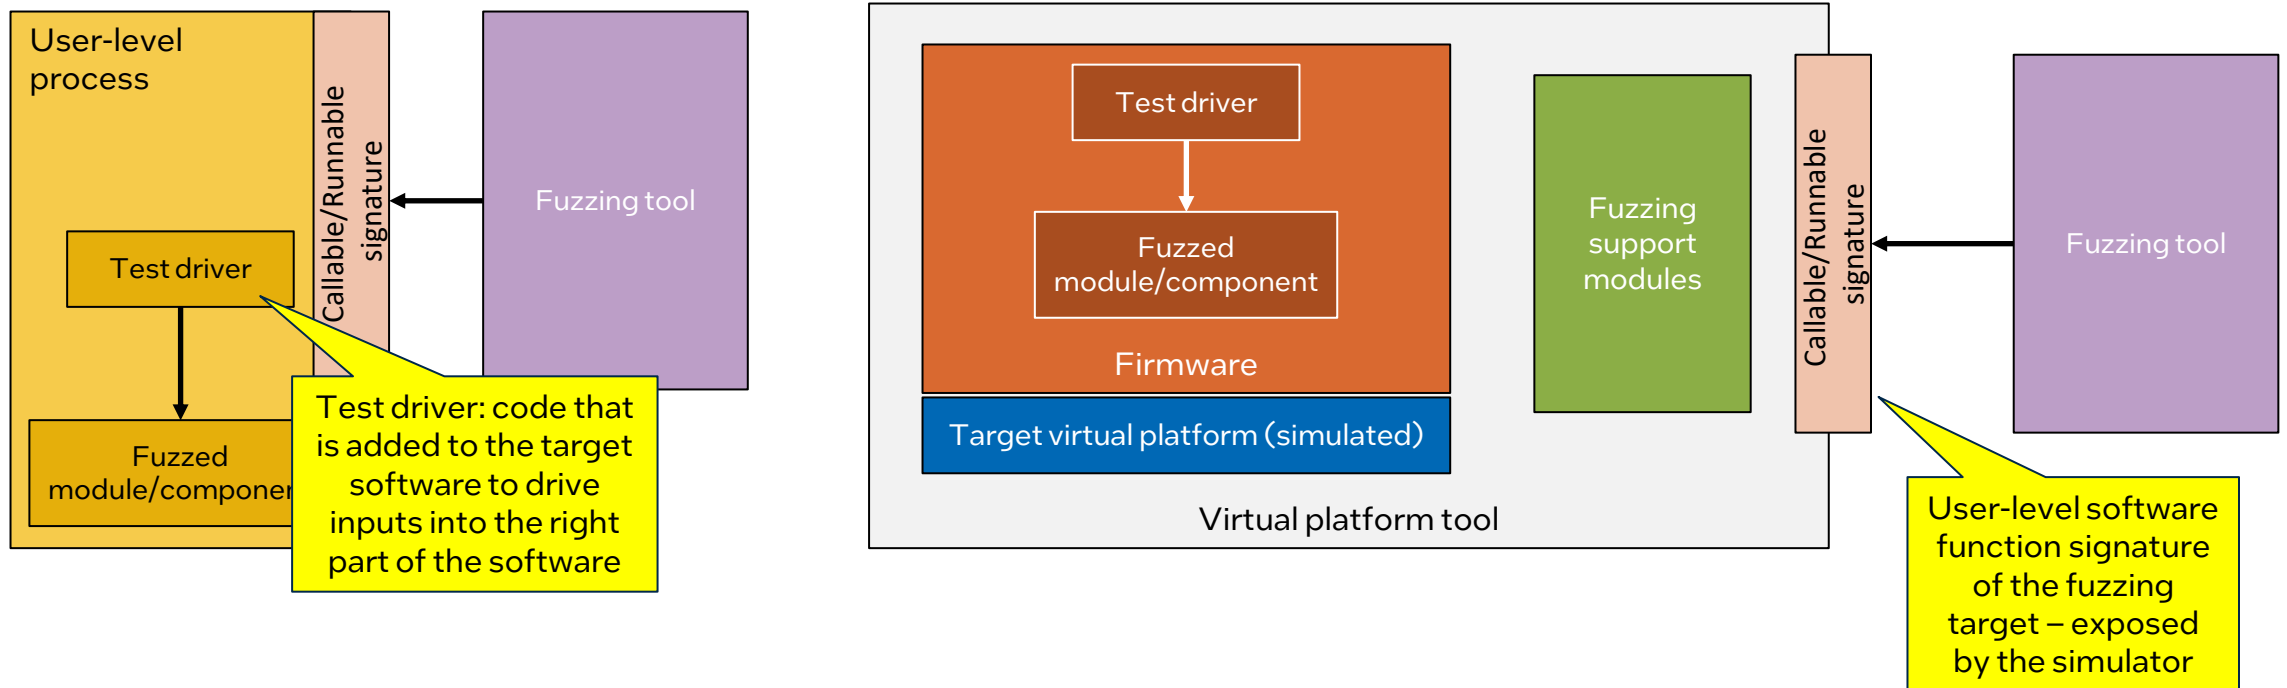 User-level
process
Callable/Runnable
signature
Fuzzing tool
Test driver
Fuzzed
module/componen
Test driver: code that
is added to the target
software to drive
inputs into the right
part of the software
Test driver
Fuzzed
module/component
Firmware
Target virtual platform (simulated)
Virtual platform tool
Fuzzing
support
modules
Callable/Runnable
signature
Fuzzing tool
User-level software
function signature
of the fuzzing
target – exposed
by the simulator